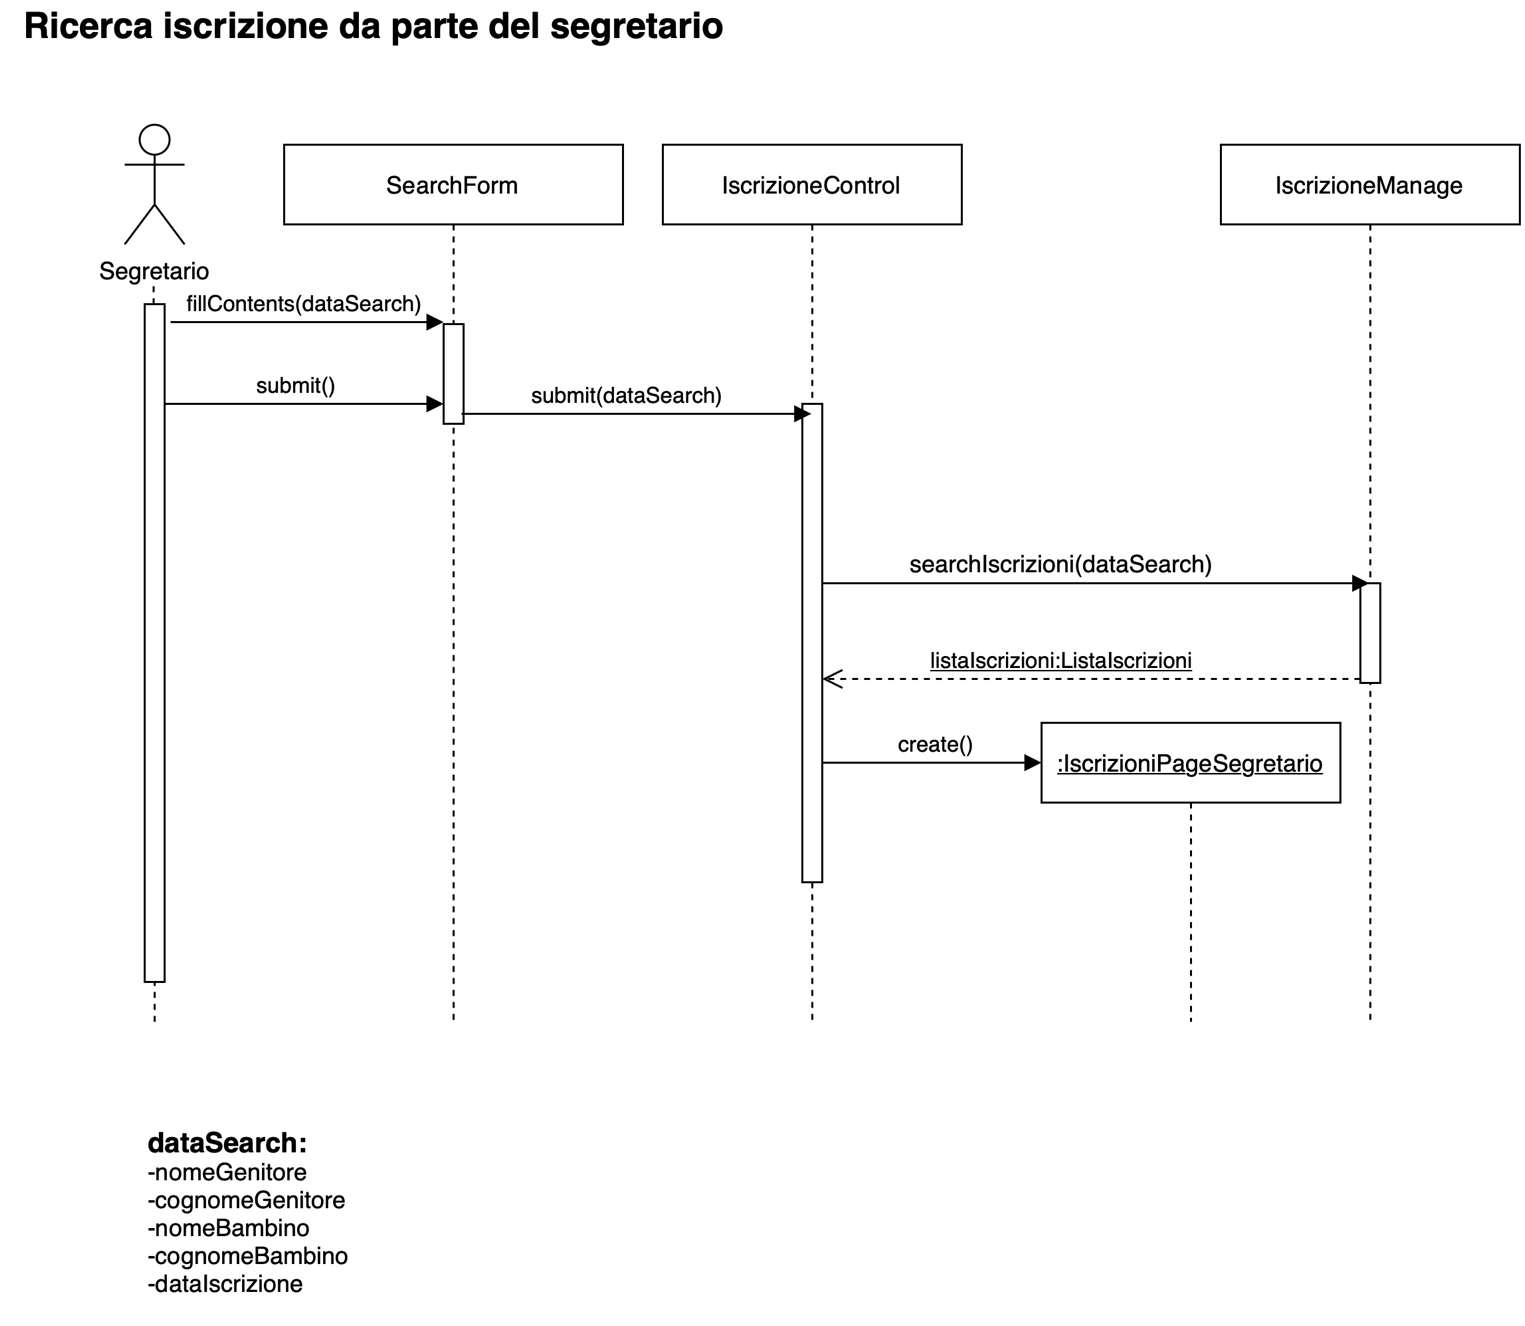 Ricerca iscrizione da parte del segretario
SearchForm
IscrizioneControl
IscrizioneManage
Segretario
fillContents(dataSearch)
submit()
submit(dataSearch)
searchIscrizioni(dataSearch)
listaIscrizioni:ListaIscrizioni
create()
:IscrizioniPageSegretario
dataSearch:
-nomeGenitore
-cognomeGenitore
-nomeBambino
-cognomeBambino
-dataIscrizione